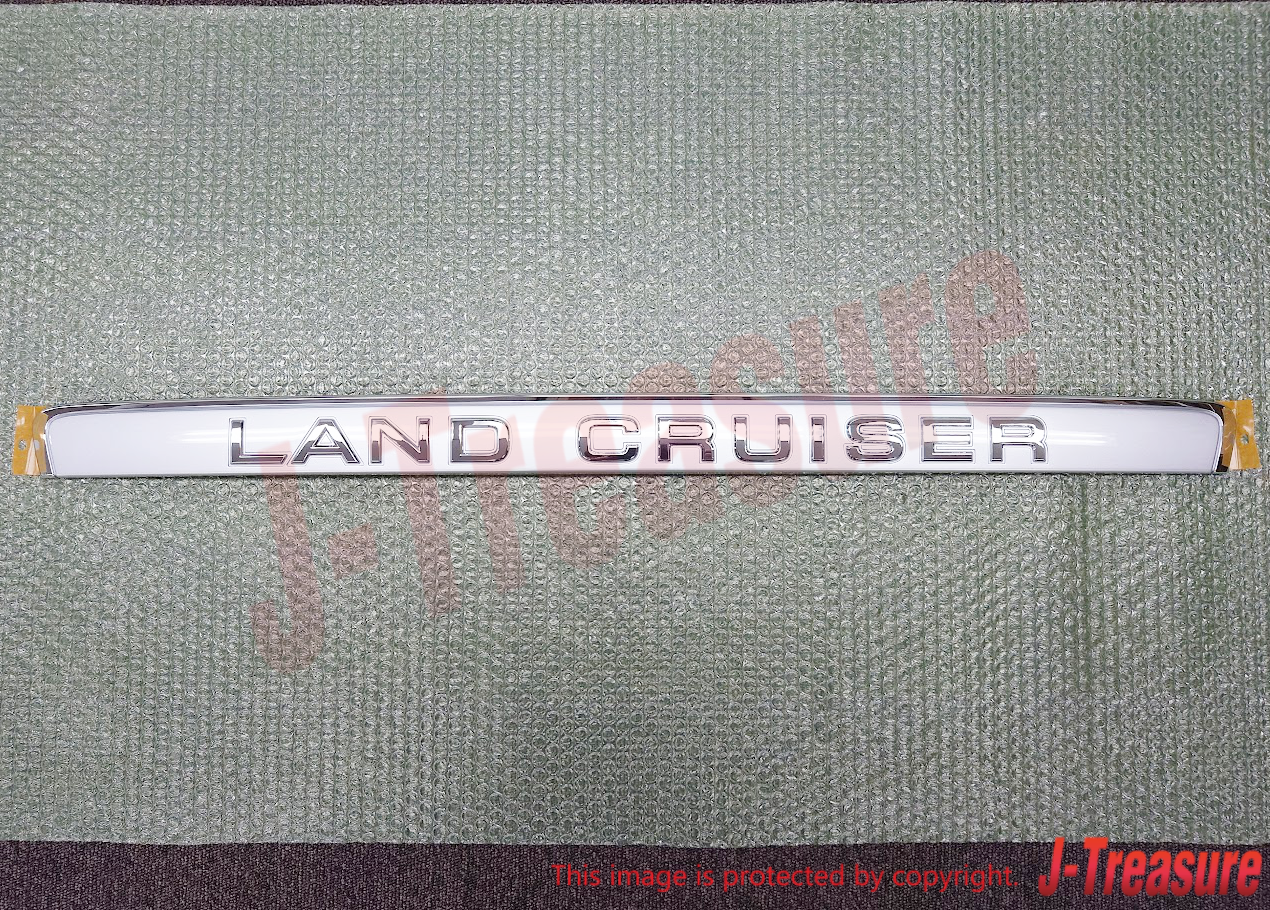 J-Treasure
LAND CRUISER
This image is protected by copyright. J-Treasure